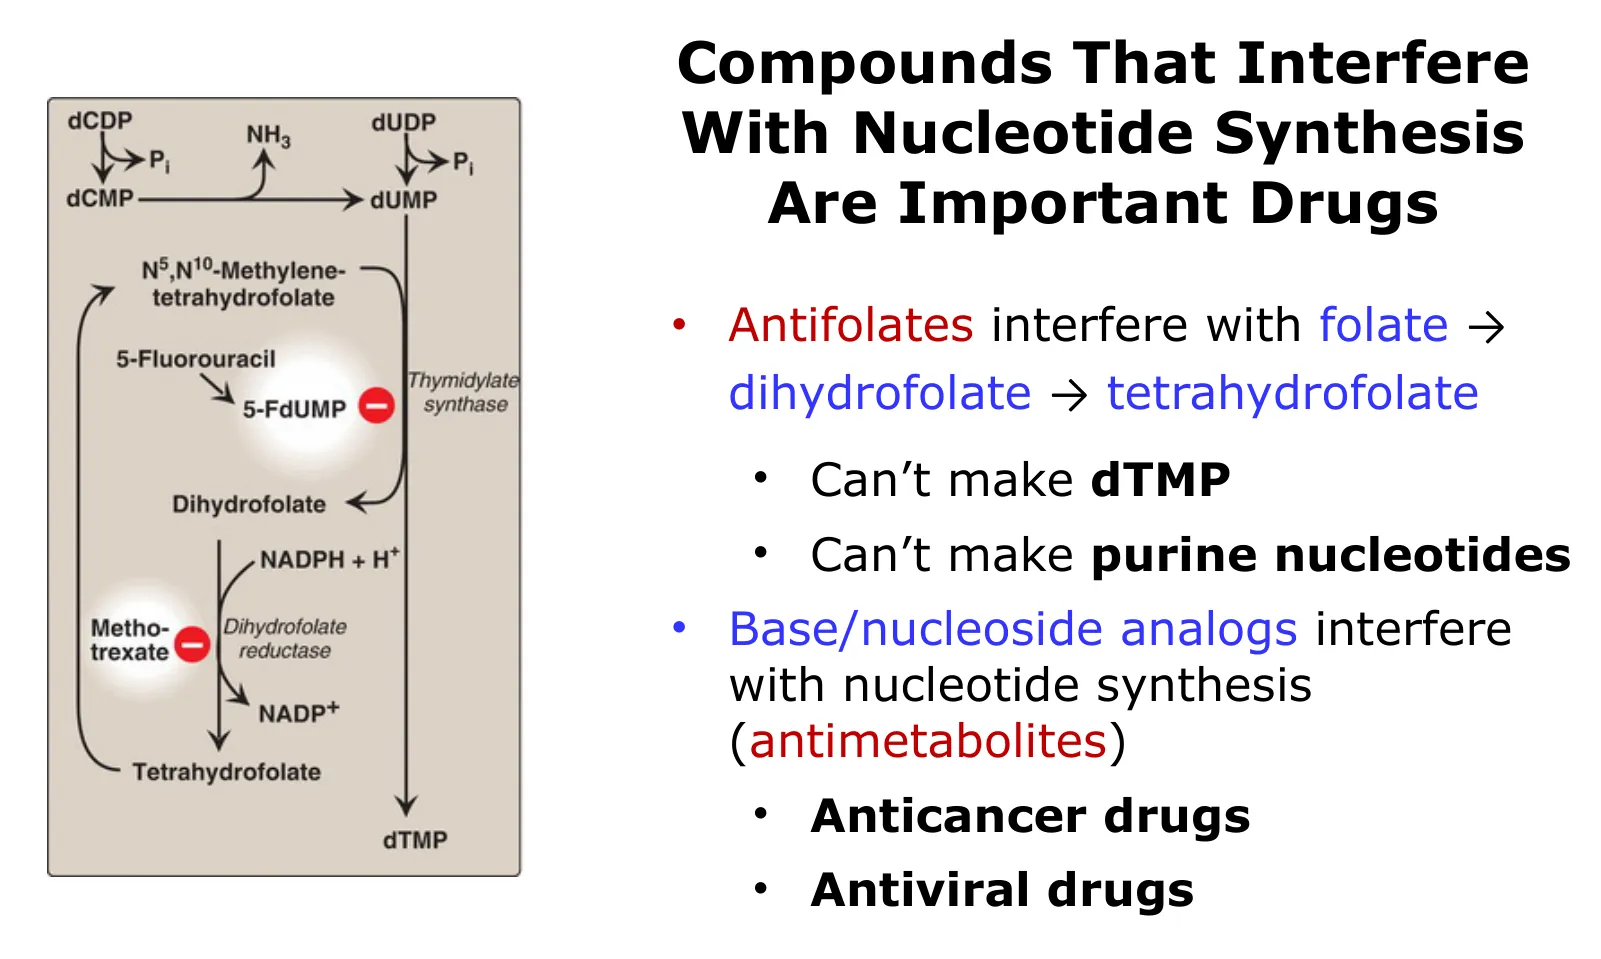 Compounds That Interfere
With Nucleotide Synthesis
Are Important Drugs
dCDP
NH₃
dUDP
Pᵢ
Pᵢ
dCMP
dUMP
N⁵,N¹⁰-Methylene-
tetrahydrofolate
5-Fluorouracil
5-FdUMP
Thymidylate
synthase
Dihydrofolate
NADPH + H⁺
Metho-
trexate
Dihydrofolate
reductase
NADP⁺
Tetrahydrofolate
dTMP
• Antifolates interfere with folate →
dihydrofolate → tetrahydrofolate
• Can’t make dTMP
• Can’t make purine nucleotides
• Base/nucleoside analogs interfere
with nucleotide synthesis
(antimetabolites)
• Anticancer drugs
• Antiviral drugs